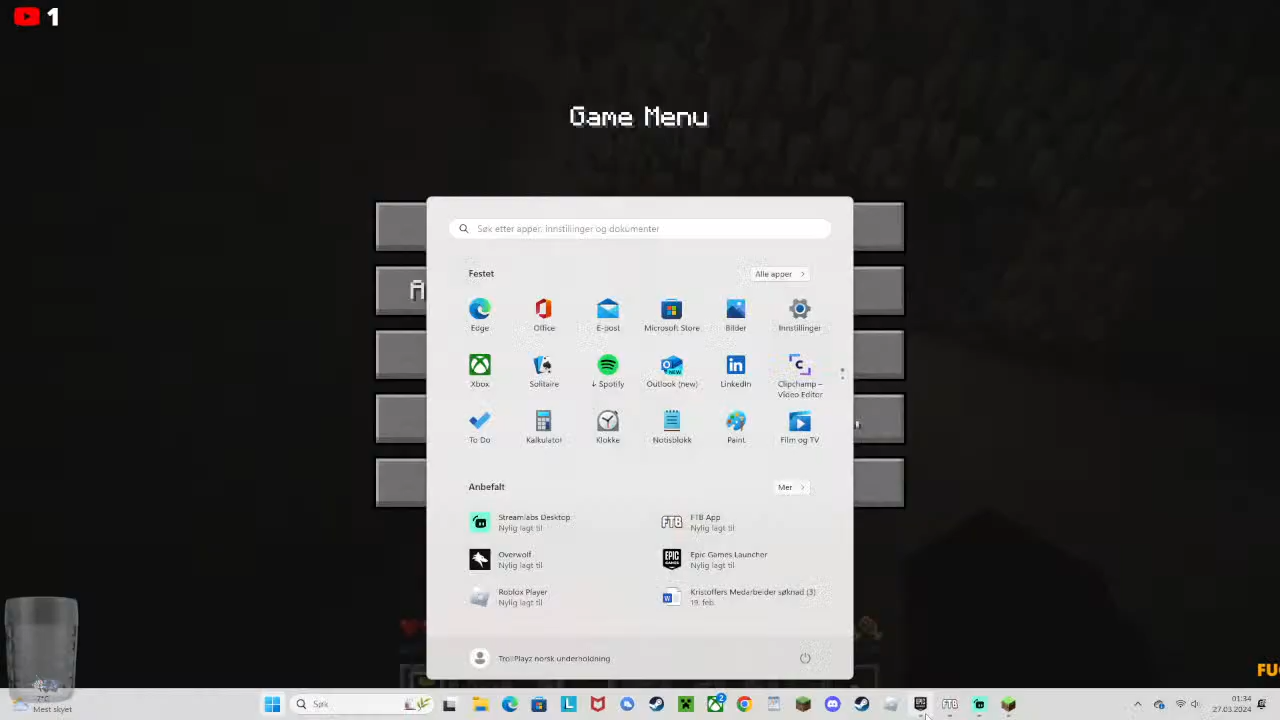 1
Game Menu
A
Søk etter apper, innstillinger og dokumenter
Festet
Alle apper
Edge
Office
E-post
Microsoft Store
Bilder
Innstillinger
Xbox
Solitaire
↓ Spotify
Outlook (new)
LinkedIn
Clipchamp –
Video Editor
To Do
Kalkulator
Klokke
Notisblokk
Paint
Film og TV
Anbefalt
Mer
Streamlabs Desktop
Nylig lagt til
FTB App
Nylig lagt til
Overwolf
Nylig lagt til
Epic Games Launcher
Nylig lagt til
Roblox Player
Nylig lagt til
Kristoffers Medarbeider søknad (3)
19. feb.
TrollPlayz norsk underholdning
FUG
7°C
Mest skyet
Søk
2
01:34
27.03.2024